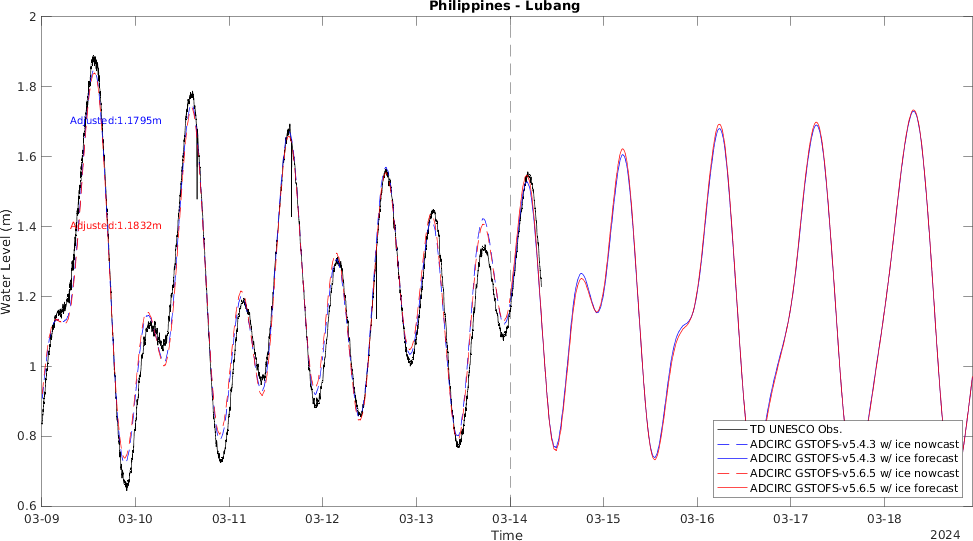 Philippines - Lubang
2
1.8
1.6
1.4
1.2
1
0.8
0.6
Water Level (m)
Adjusted:1.1795m
Adjusted:1.1832m
TD UNESCO Obs.
ADCIRC GSTOFS-v5.4.3 w/ ice nowcast
ADCIRC GSTOFS-v5.4.3 w/ ice forecast
ADCIRC GSTOFS-v5.6.5 w/ ice nowcast
ADCIRC GSTOFS-v5.6.5 w/ ice forecast
03-09 03-10 03-11 03-12 03-13 03-14 03-15 03-16 03-17 03-18
Time
2024